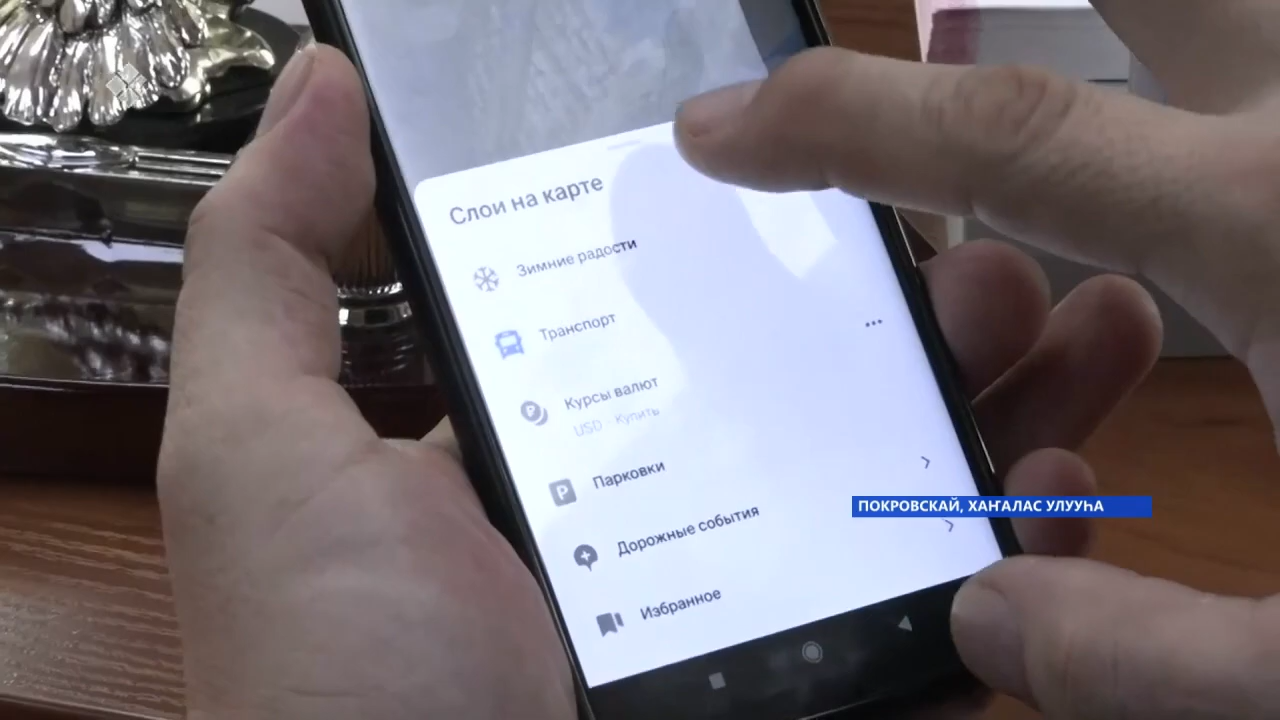 Слои на карте
Зимние радости
Транспорт
Курсы валют
USD · Купить
Парковки
Дорожные события
Избранное
ПОКРОВСКАЙ, ХАҤАЛАС УЛУУҺА